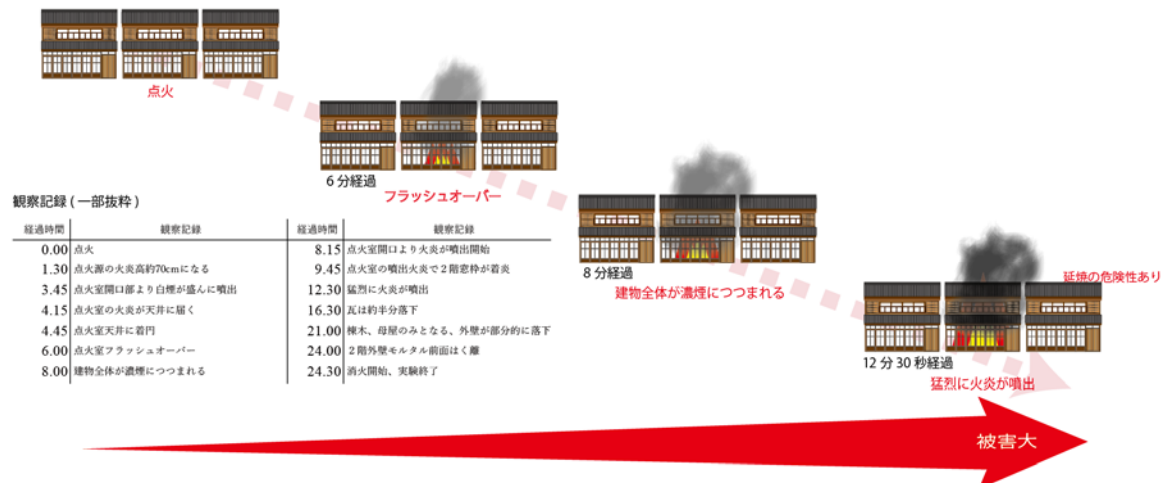 点火
6分経過
フラッシュオーバー
8分経過
建物全体が濃煙につつまれる
延焼の危険性あり
12分30秒経過
猛烈に火炎が噴出
観察記録(一部抜粋)
経過時間 観察記録 経過時間 観察記録
0.00 点火 8.15 点火室開口より火炎が噴出開始
1.30 点火源の火炎高約70cmになる 9.45 点火室の噴出火炎で2階窓枠が着炎
3.45 点火室開口部より白煙が盛んに噴出 12.30 猛烈に火炎が噴出
4.15 点火室の火炎が天井に届く 16.30 瓦は約半分落下
4.45 点火室天井に着円 21.00 棟木、母屋のみとなる、外壁が部分的に落下
6.00 点火室フラッシュオーバー 24.00 2階外壁モルタル前面はく離
8.00 建物全体が濃煙につつまれる 24.30 消火開始、実験終了
被害大